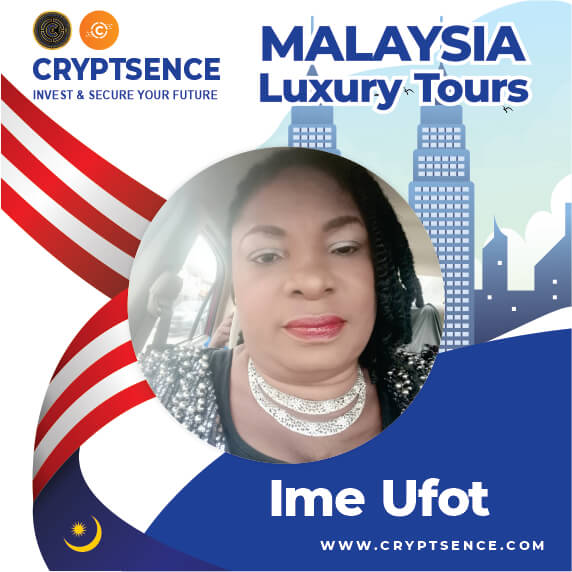 CRYPTSENCE
INVEST & SECURE YOUR FUTURE
MALAYSIA
Luxury Tours
Ime Ufot
WWW.CRYPTSENCE.COM